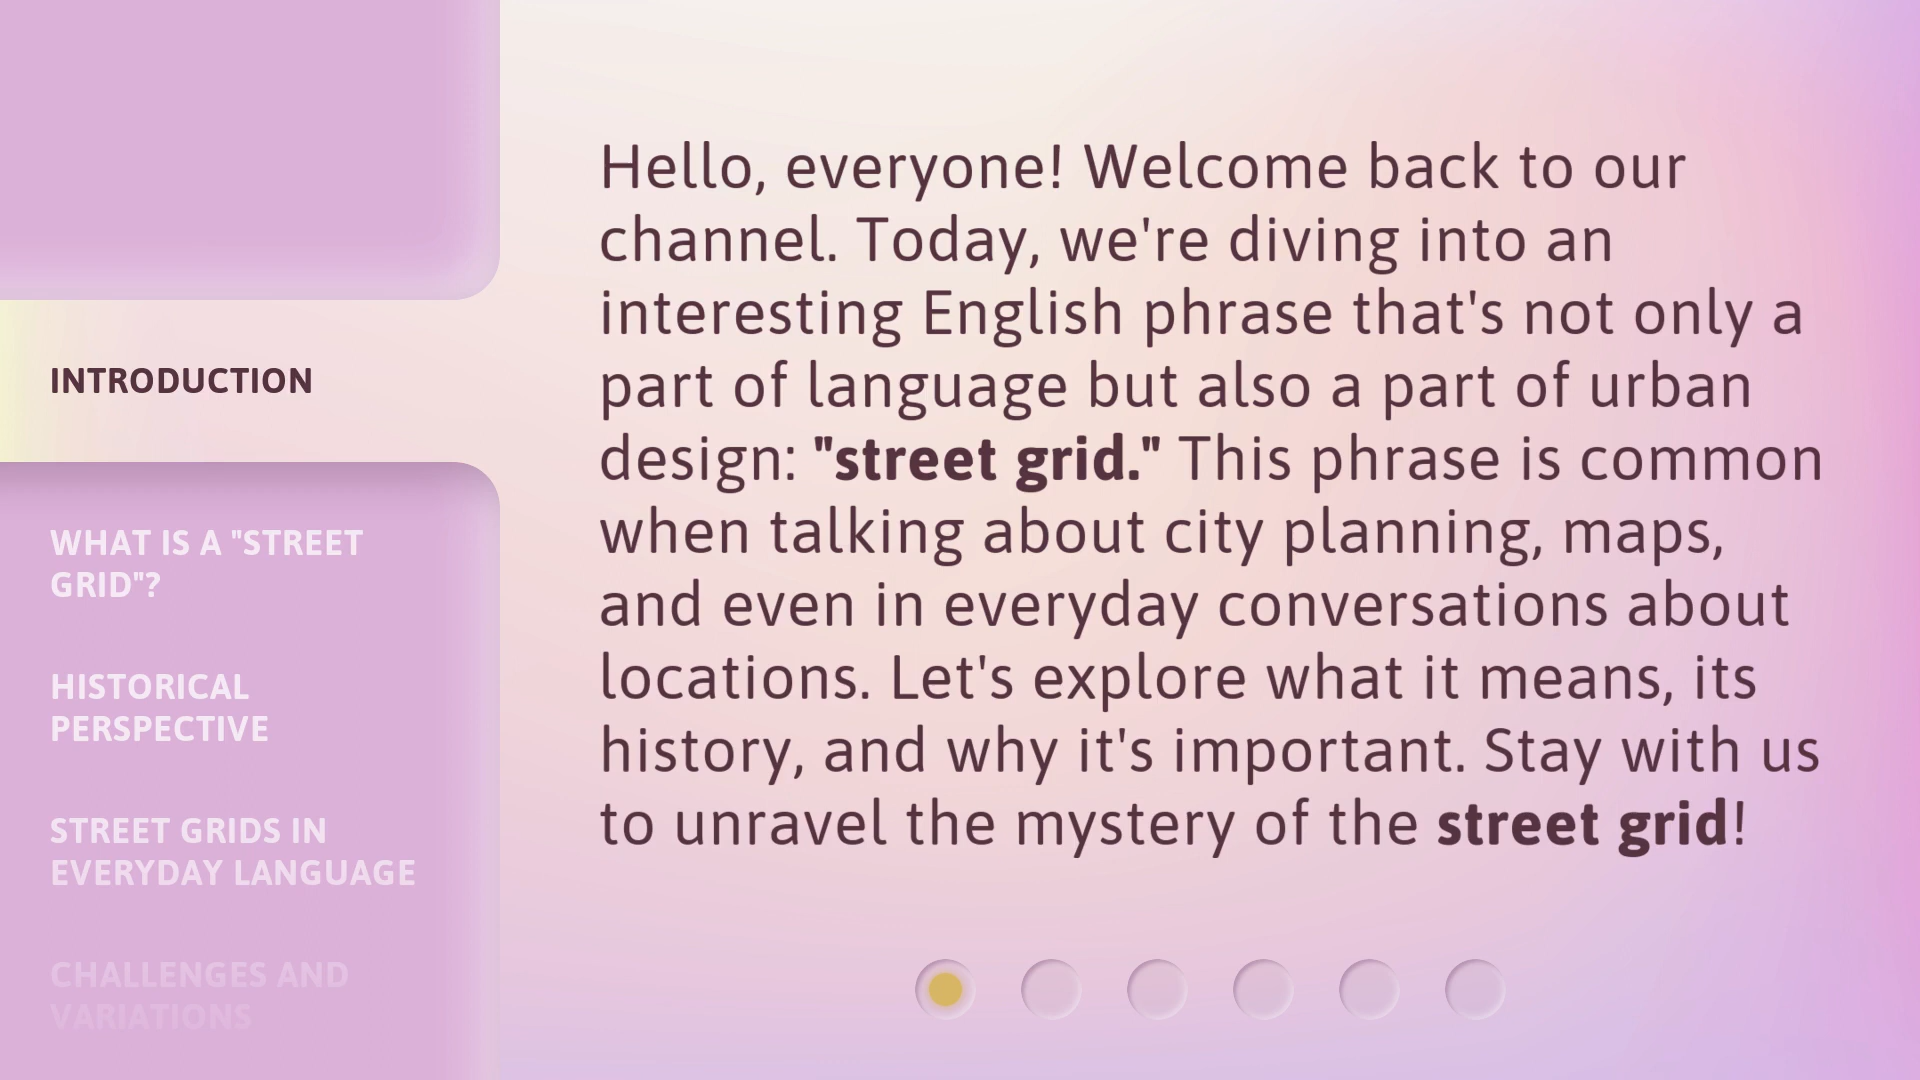 INTRODUCTION
WHAT IS A "STREET
GRID"?
HISTORICAL
PERSPECTIVE
STREET GRIDS IN
EVERYDAY LANGUAGE
CHALLENGES AND
VARIATIONS
Hello, everyone! Welcome back to our
channel. Today, we're diving into an
interesting English phrase that's not only a
part of language but also a part of urban
design: "street grid." This phrase is common
when talking about city planning, maps,
and even in everyday conversations about
locations. Let's explore what it means, its
history, and why it's important. Stay with us
to unravel the mystery of the street grid!